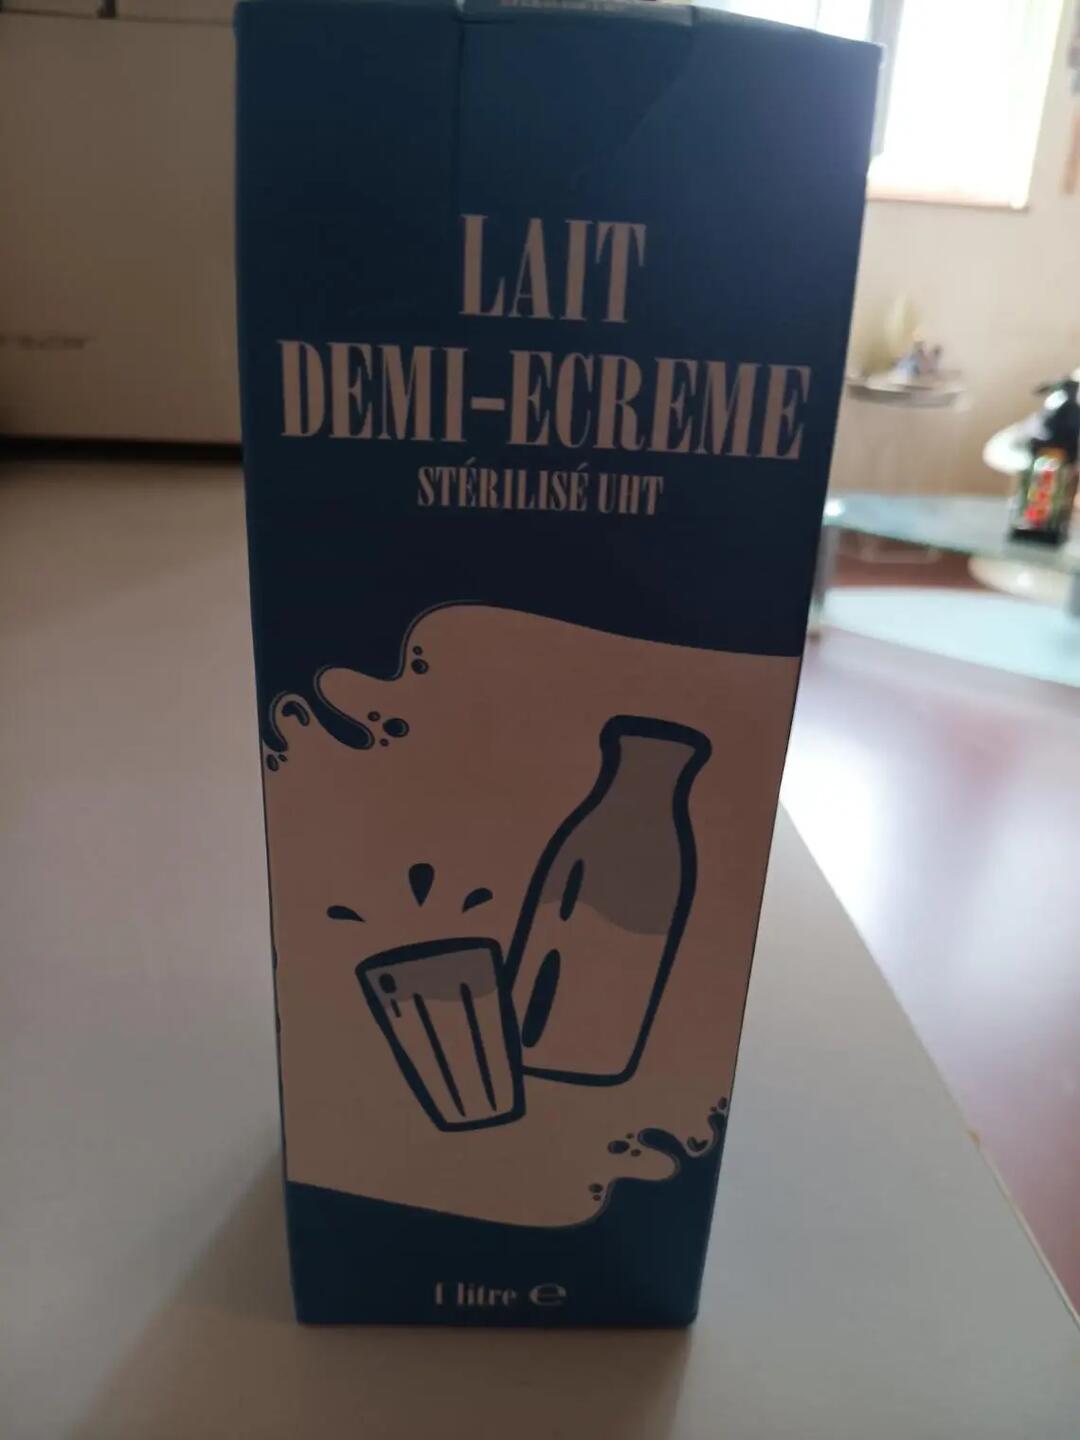 LAIT
DEMI-ECREME
STÉRILISÉ UHT
1 litre ℮